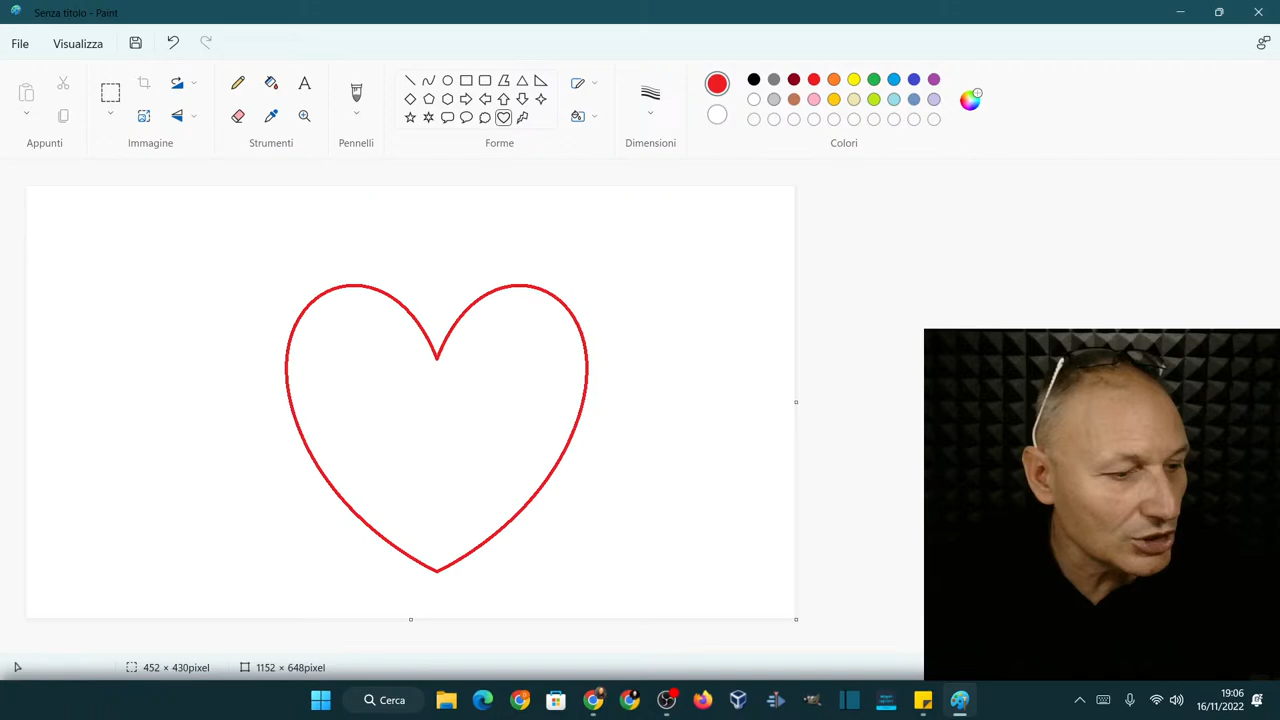 Senza titolo - Paint
File
Visualizza
Appunti
Immagine
Strumenti
Pennelli
Forme
Dimensioni
Colori
452 × 430pixel
1152 × 648pixel
Cerca
19:06
16/11/2022